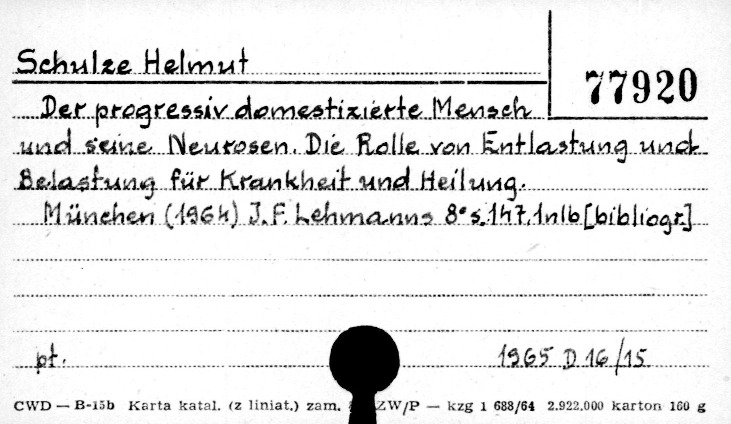 Schulze Helmut
77920
Der progressiv domestizierte Mensch
und seine Neurosen. Die Rolle von Entlastung und
Belastung für Krankheit und Heilung.
München (1964) J. F. Lehmanns 8° s. 147, 1nlb [bibliogr.]
pt. 1965 D 16/15
CWD — B-15b Karta katal. (z liniat.) zam. ZW/P — kzg 1 688/64 2.922.000 karton 160 g